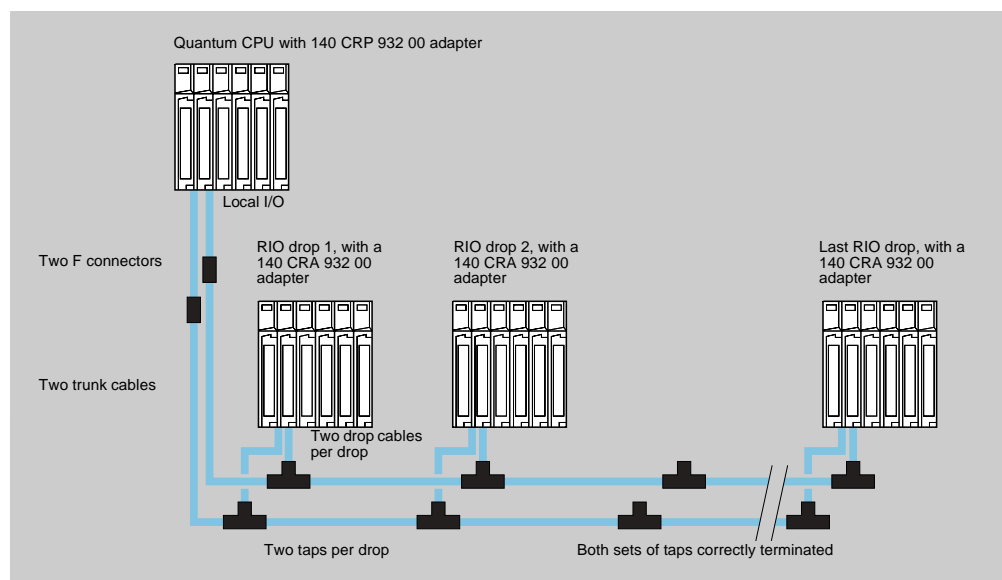 Quantum CPU with 140 CRP 932 00 adapter
Local I/O
Two F connectors
RIO drop 1, with a
140 CRA 932 00
adapter
RIO drop 2, with a
140 CRA 932 00
adapter
Last RIO drop, with a
140 CRA 932 00
adapter
Two trunk cables
Two drop cables
per drop
Two taps per drop
Both sets of taps correctly terminated